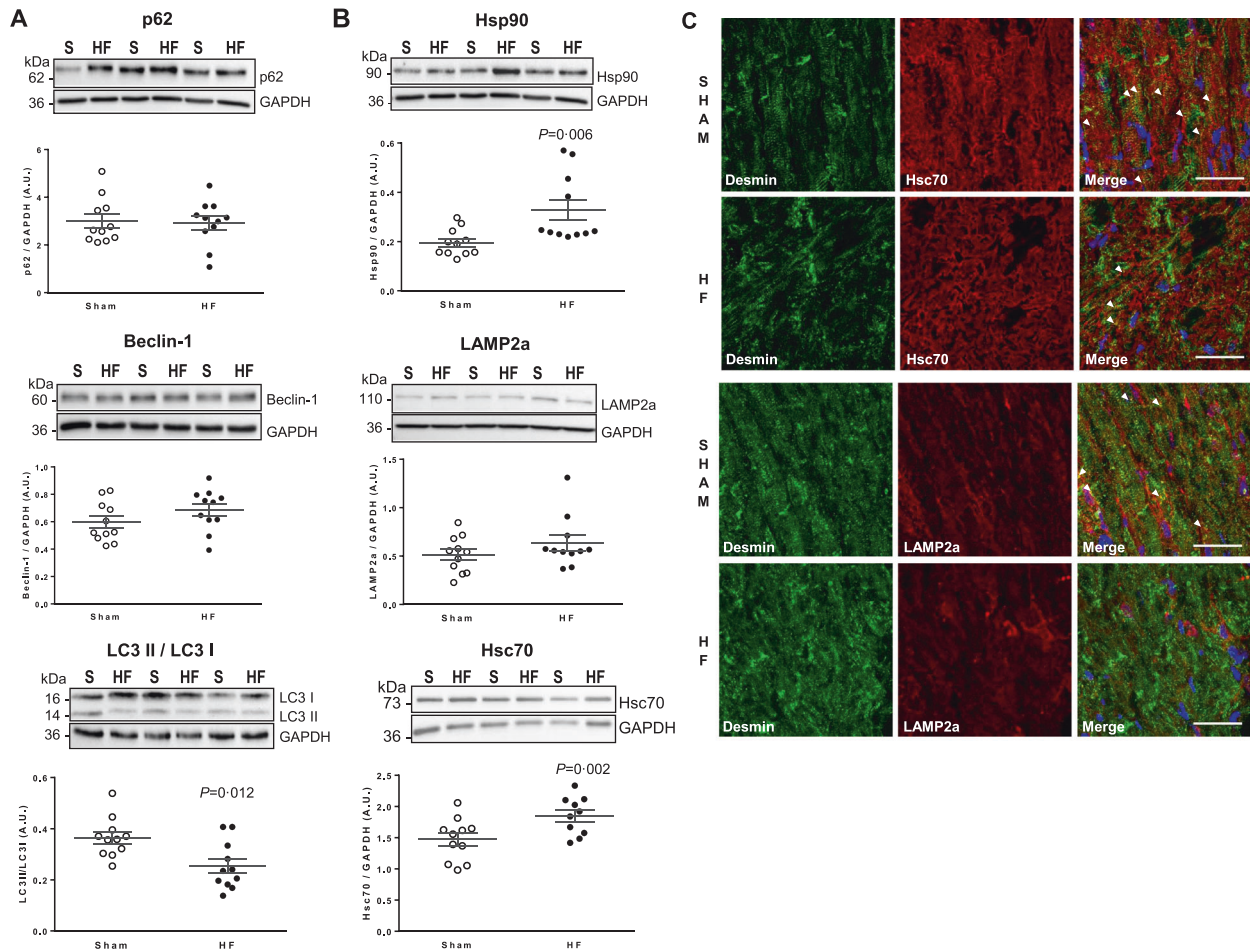 A
p62
S HF S HF S HF
kDa
62
p62
36
GAPDH
p62 / GAPDH (A.U.)
6
4
2
0
Sham HF
Beclin-1
S HF S HF S HF
kDa
60
Beclin-1
36
GAPDH
Beclin-1 / GAPDH (A.U.)
1.0
0.8
0.6
0.4
0.2
0.0
Sham HF
LC3 II / LC3 I
S HF S HF S HF
kDa
16
LC3 I
14
LC3 II
36
GAPDH
LC3II/LC3I (A.U.)
P=0·012
0.6
0.4
0.2
0.0
Sham HF
B
Hsp90
S HF S HF S HF
kDa
90
Hsp90
36
GAPDH
Hsp90 / GAPDH (A.U.)
P=0·006
0.6
0.4
0.2
0.0
Sham HF
LAMP2a
S HF S HF S HF
kDa
110
LAMP2a
36
GAPDH
LAMP2a / GAPDH (A.U.)
1.5
1.0
0.5
0.0
Sham HF
Hsc70
S HF S HF S HF
kDa
73
Hsc70
36
GAPDH
Hsc70 / GAPDH (A.U.)
P=0·002
2.5
2.0
1.5
1.0
0.5
0.0
Sham HF
C
S
H
A
M
Desmin Hsc70 Merge
H
F
Desmin Hsc70 Merge
S
H
A
M
Desmin LAMP2a Merge
H
F
Desmin LAMP2a Merge